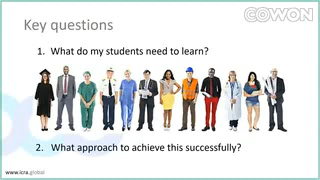 COWON
Key questions
1. What do my students need to learn?
2. What approach to achieve this successfully?
www.icra.global